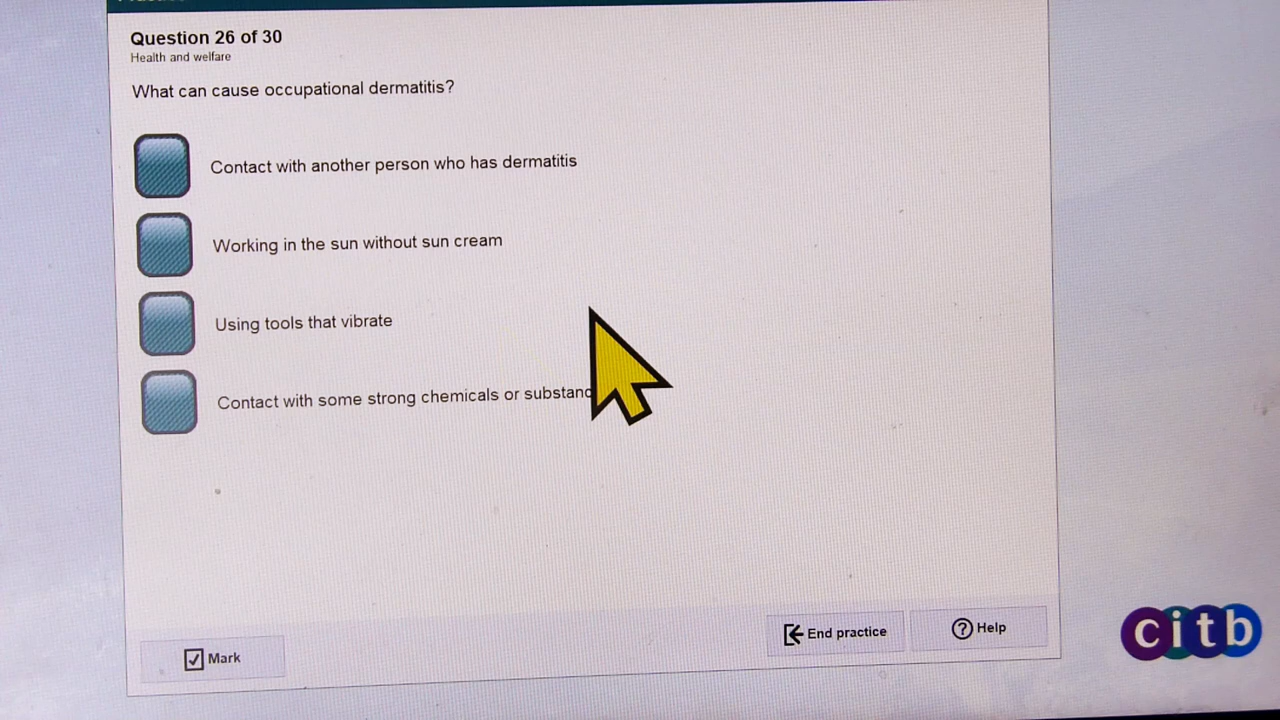 Question 26 of 30
Health and welfare
What can cause occupational dermatitis?
Contact with another person who has dermatitis
Working in the sun without sun cream
Using tools that vibrate
Contact with some strong chemicals or substanc
Mark
End practice
Help
citb